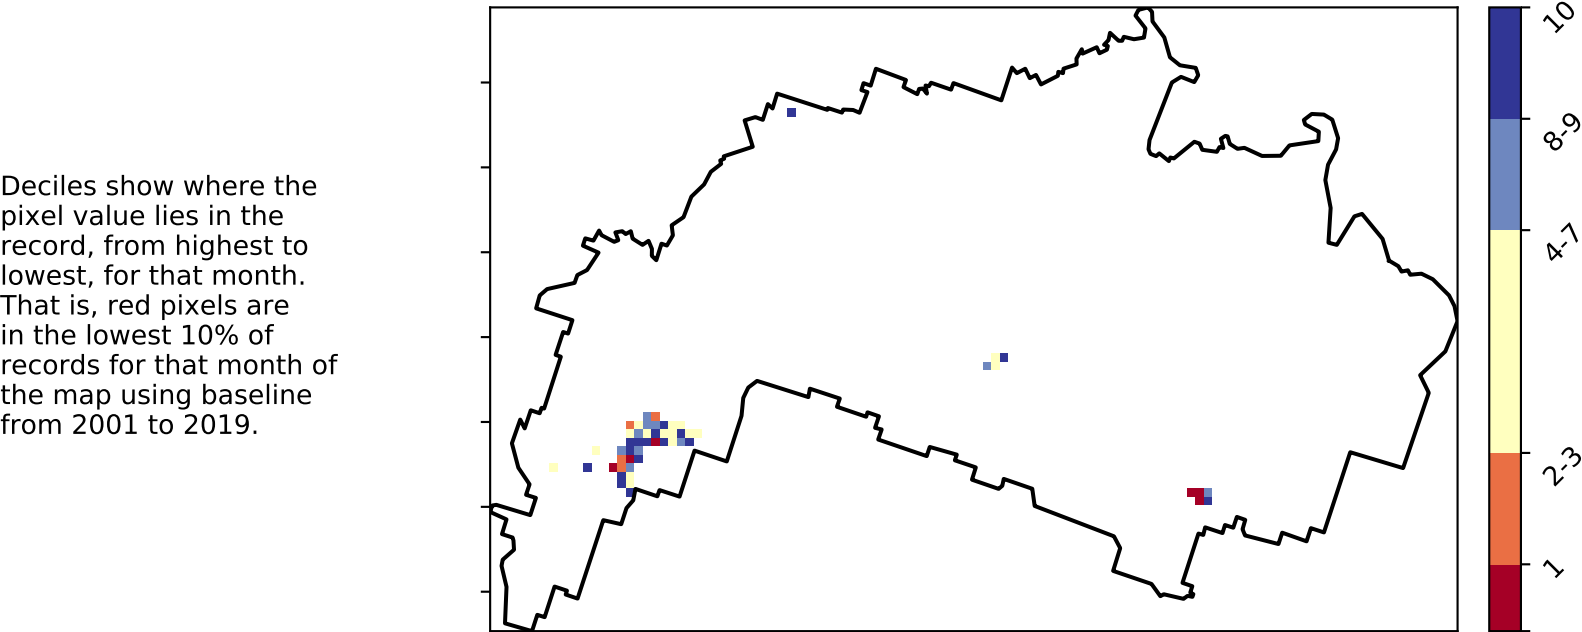 Deciles show where the
pixel value lies in the
record, from highest to
lowest, for that month.
That is, red pixels are
in the lowest 10% of
records for that month of
the map using baseline
from 2001 to 2019.
10
8-9
4-7
2-3
1